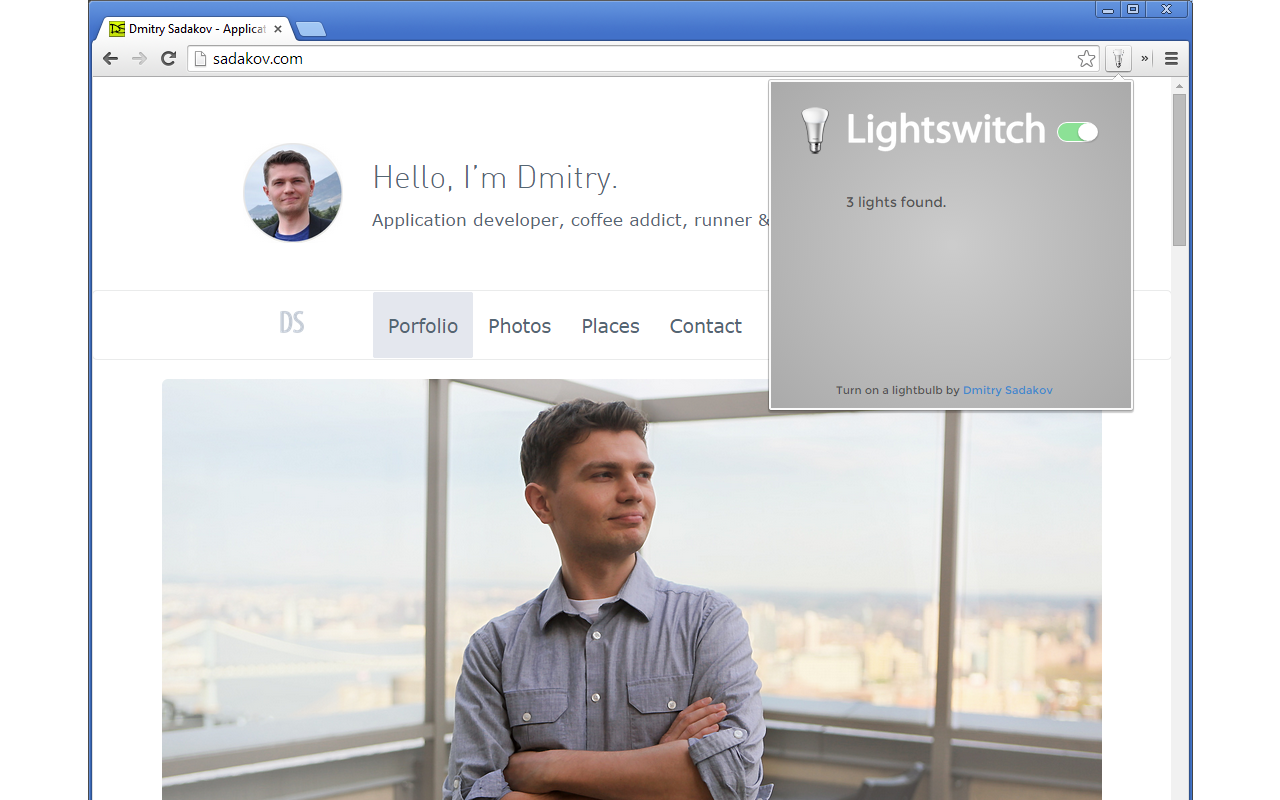 Dmitry Sadakov - Applicat
sadakov.com
Lightswitch
3 lights found.
Turn on a lightbulb by Dmitry Sadakov
Hello, I'm Dmitry.
Application developer, coffee addict, runner &
DS
Porfolio Photos Places Contact